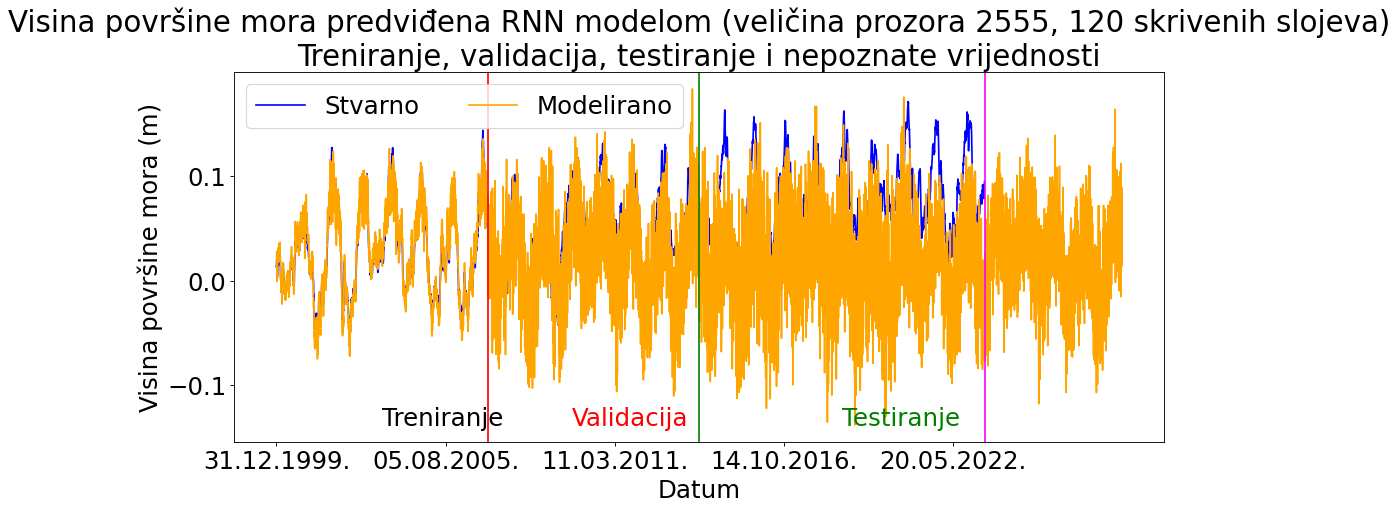 Visina površine mora predviđena RNN modelom (veličina prozora 2555, 120 skrivenih slojeva)
Treniranje, validacija, testiranje i nepoznate vrijednosti
Stvarno
Modelirano
Visina površine mora (m)
0.1
0.0
−0.1
Treniranje
Validacija
Testiranje
31.12.1999.
05.08.2005.
11.03.2011.
14.10.2016.
20.05.2022.
Datum